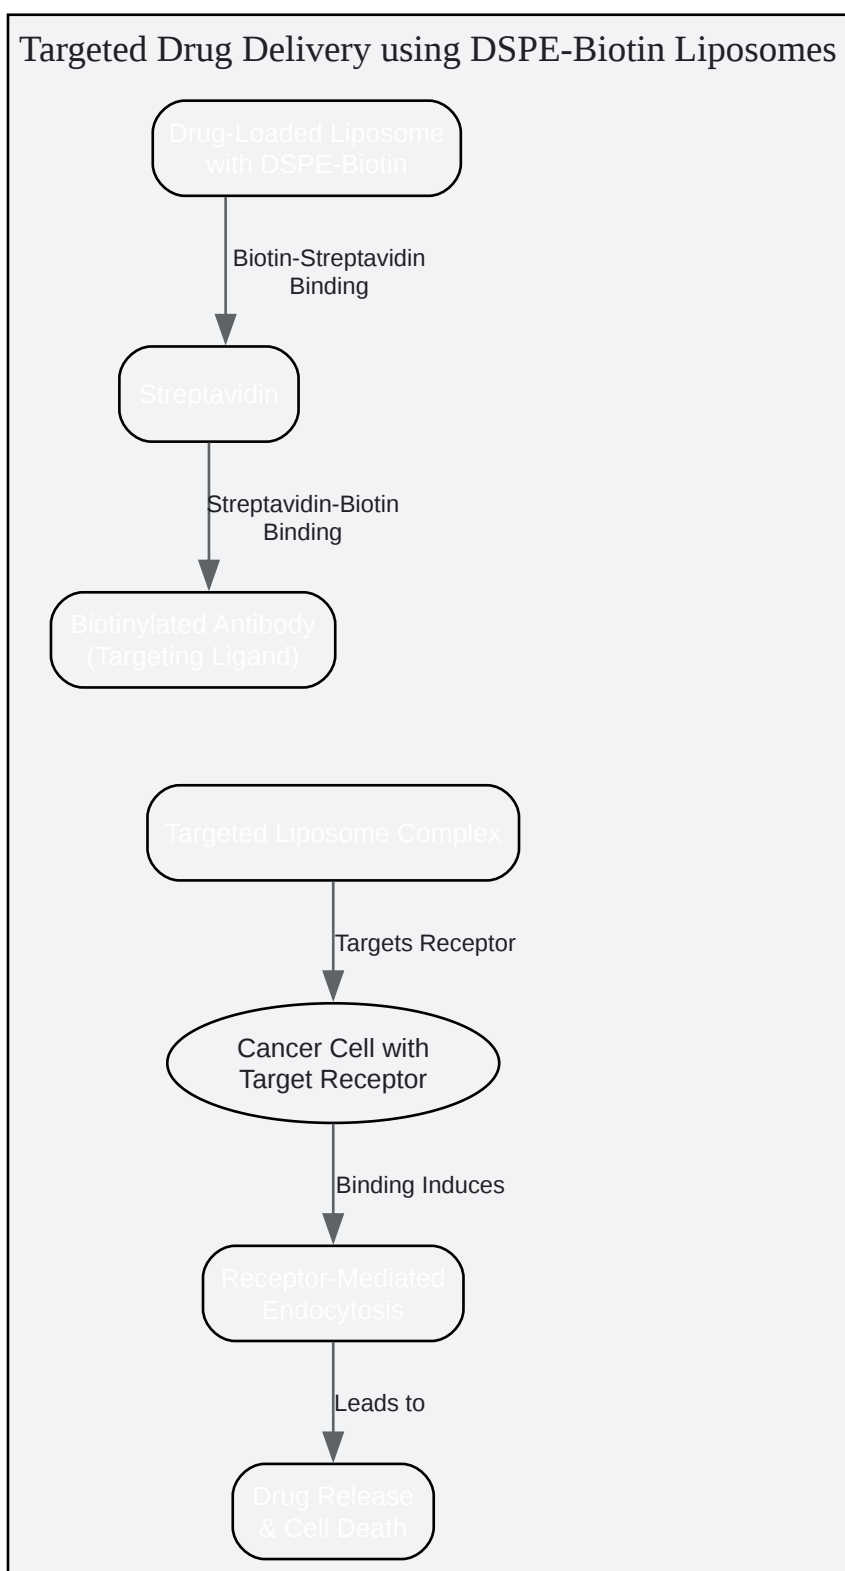 Targeted Drug Delivery using DSPE-Biotin Liposomes
Drug-Loaded Liposome
with DSPE-Biotin
Biotin-Streptavidin
Binding
Streptavidin
Streptavidin-Biotin
Binding
Biotinylated Antibody
(Targeting Ligand)
Targeted Liposome Complex
Targets Receptor
Cancer Cell with
Target Receptor
Binding Induces
Receptor-Mediated
Endocytosis
Leads to
Drug Release
& Cell Death